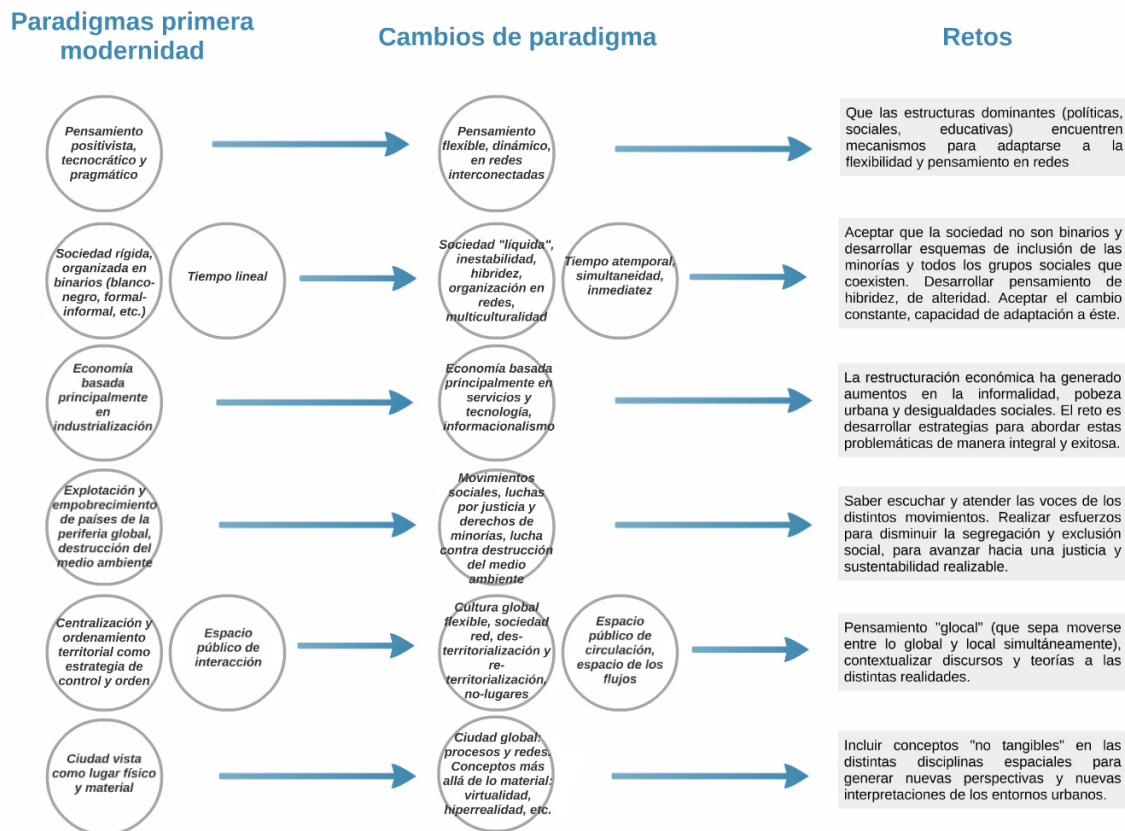 Paradigmas primera
modernidad
Cambios de paradigma
Retos
Pensamiento
positivista,
tecnocrático y
pragmático
Pensamiento
flexible, dinámico,
en redes
interconectadas
Que las estructuras dominantes (políticas,
sociales, educativas) encuentren
mecanismos para adaptarse a la
flexibilidad y pensamiento en redes
Sociedad rígida,
organizada en
binarios (blanco-
negro, formal-
informal, etc.)
Tiempo lineal
Sociedad "líquida",
inestabilidad,
hibridez,
organización en
redes,
multiculturalidad
Tiempo atemporal,
simultaneidad,
inmediatez
Aceptar que la sociedad no son binarios y
desarrollar esquemas de inclusión de las
minorías y todos los grupos sociales que
coexisten. Desarrollar pensamiento de
hibridez, de alteridad. Aceptar el cambio
constante, capacidad de adaptación a éste.
Economía
basada
principalmente
en
industrialización
Economía basada
principalmente en
servicios y
tecnología,
informacionalismo
La restructuración económica ha generado
aumentos en la informalidad, pobeza
urbana y desigualdades sociales. El reto es
desarrollar estrategias para abordar estas
problemáticas de manera integral y exitosa.
Explotación y
empobrecimiento
de países de la
periferia global,
destrucción del
medio ambiente
Movimientos
sociales, luchas
por justicia y
derechos de
minorías, lucha
contra destrucción
del medio
ambiente
Saber escuchar y atender las voces de los
distintos movimientos. Realizar esfuerzos
para disminuir la segregación y exclusión
social, para avanzar hacia una justicia y
sustentabilidad realizable.
Centralización y
ordenamiento
territorial como
estrategia de
control y orden
Espacio
público de
interacción
Cultura global
flexible, sociedad
red, des-
territorialización y
re-
territorialización,
no-lugares
Espacio
público de
circulación,
espacio de los
flujos
Pensamiento "glocal" (que sepa moverse
entre lo global y local simultáneamente),
contextualizar discursos y teorías a las
distintas realidades.
Ciudad vista
como lugar físico
y material
Ciudad global:
procesos y redes.
Conceptos más
allá de lo material:
virtualidad,
hiperrealidad, etc.
Incluir conceptos "no tangibles" en las
distintas disciplinas espaciales para
generar nuevas perspectivas y nuevas
interpretaciones de los entornos urbanos.